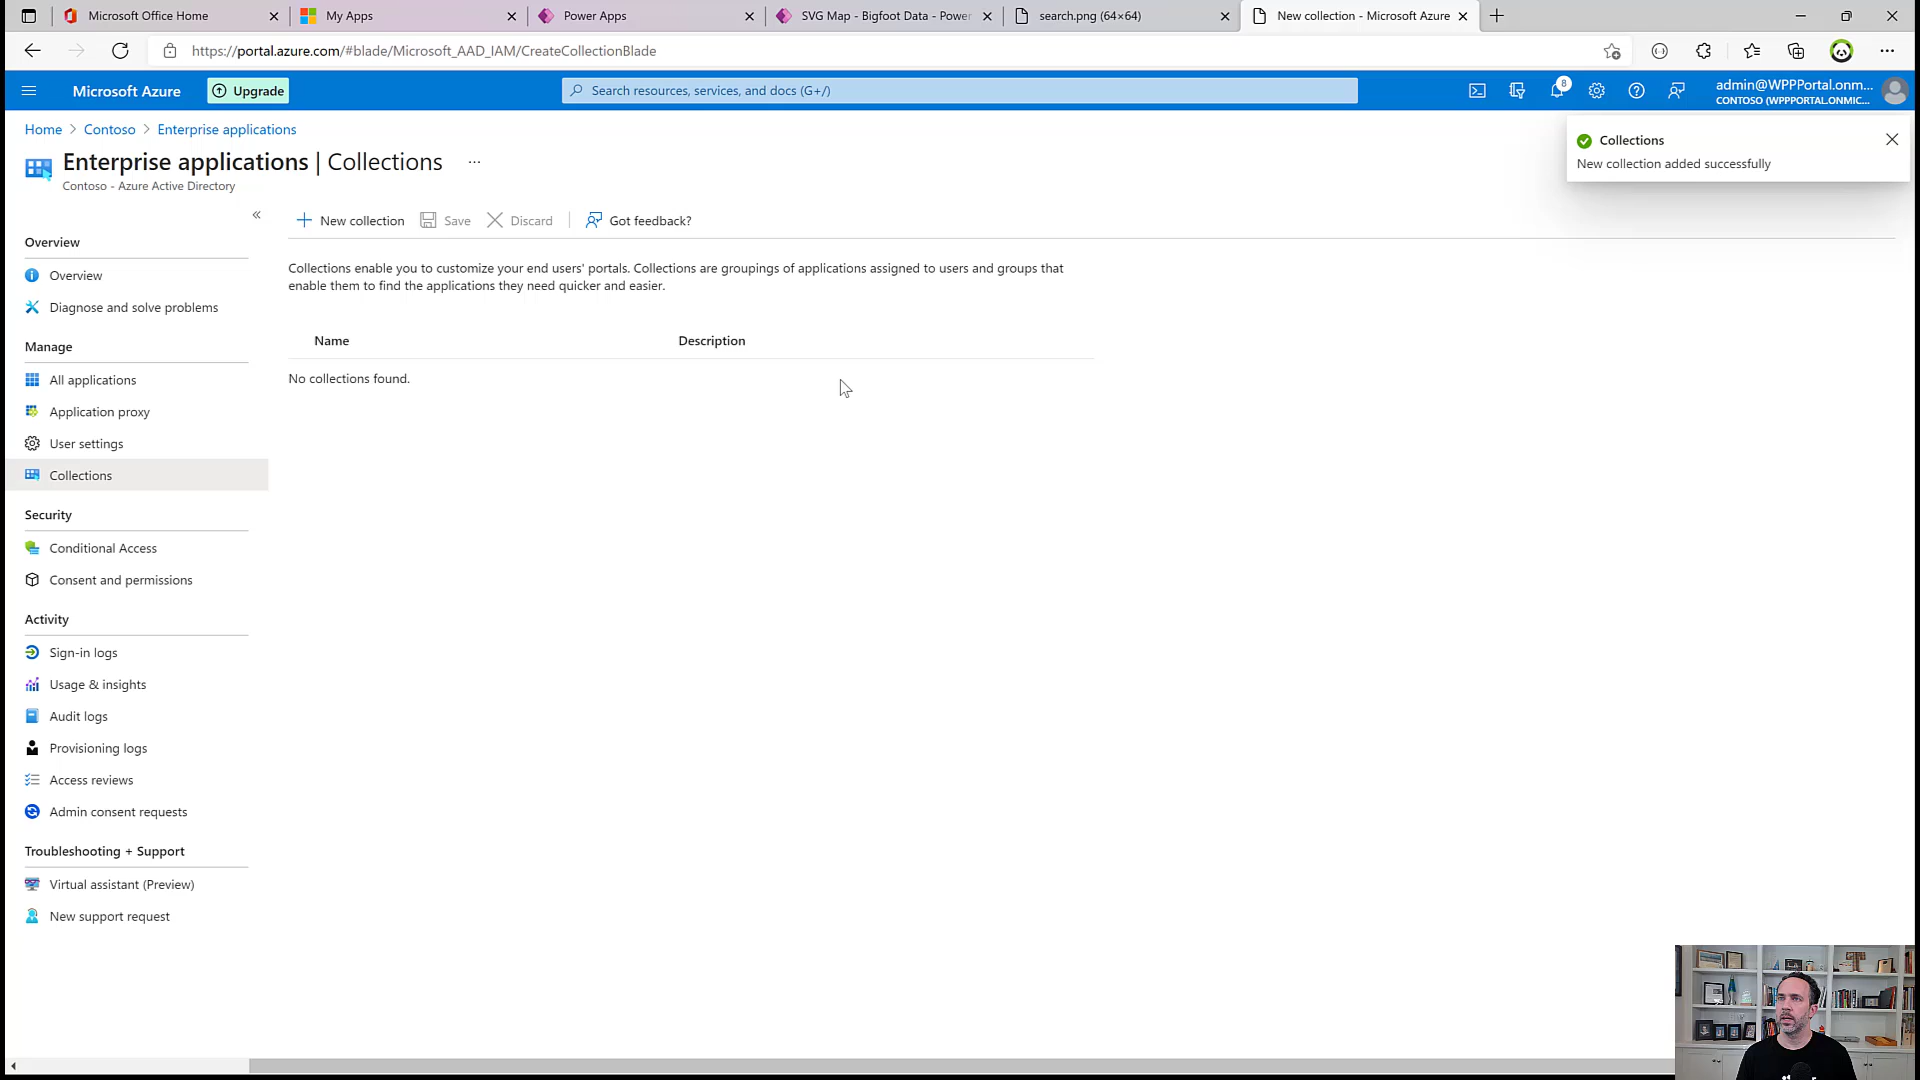 Microsoft Office Home
My Apps
Power Apps
SVG Map - Bigfoot Data - Power
search.png (64×64)
New collection - Microsoft Azure
https://portal.azure.com/#blade/Microsoft_AAD_IAM/CreateCollectionBlade
Microsoft Azure
Upgrade
Search resources, services, and docs (G+/)
8
admin@WPPPortal.onm...
CONTOSO (WPPPORTAL.ONMIC...
Home > Contoso > Enterprise applications
Enterprise applications | Collections ...
Contoso - Azure Active Directory
Collections
New collection added successfully
New collection
Save
Discard
Got feedback?
Collections enable you to customize your end users' portals. Collections are groupings of applications assigned to users and groups that
enable them to find the applications they need quicker and easier.
Name
Description
No collections found.
Overview
Overview
Diagnose and solve problems
Manage
All applications
Application proxy
User settings
Collections
Security
Conditional Access
Consent and permissions
Activity
Sign-in logs
Usage & insights
Audit logs
Provisioning logs
Access reviews
Admin consent requests
Troubleshooting + Support
Virtual assistant (Preview)
New support request